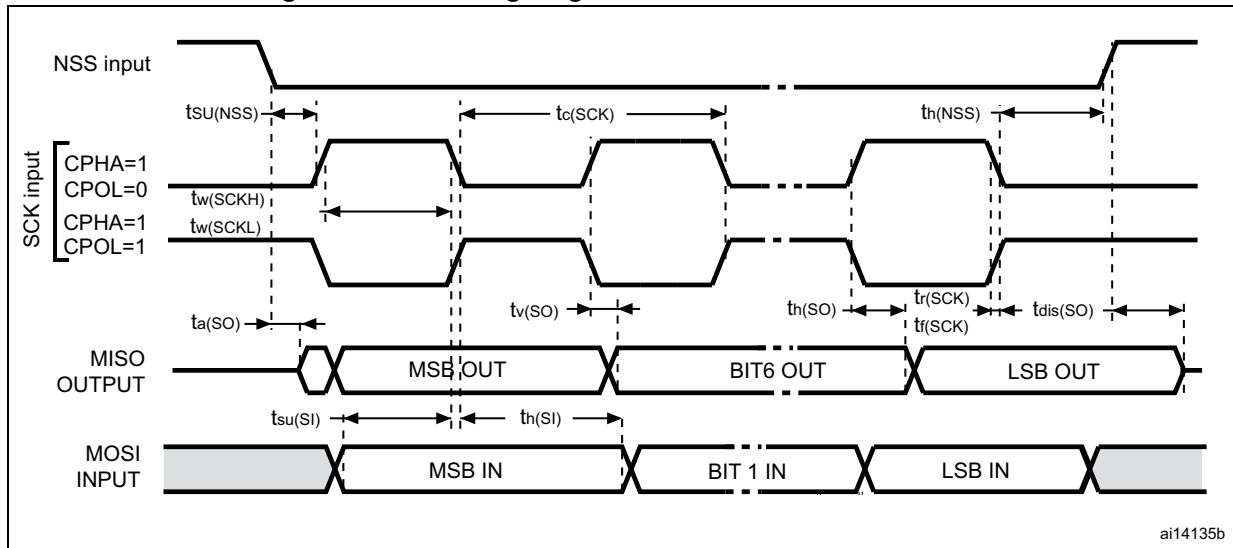 NSS input
tSU(NSS)
tc(SCK)
th(NSS)
SCK input
CPHA=1
CPOL=0
tw(SCKH)
CPHA=1
tw(SCKL)
CPOL=1
ta(SO)
tv(SO)
th(SO)
tr(SCK)
tf(SCK)
tdis(SO)
MISO
OUTPUT
MSB OUT
BIT6 OUT
LSB OUT
tsu(SI)
th(SI)
MOSI
INPUT
MSB IN
BIT 1 IN
LSB IN
ai14135b